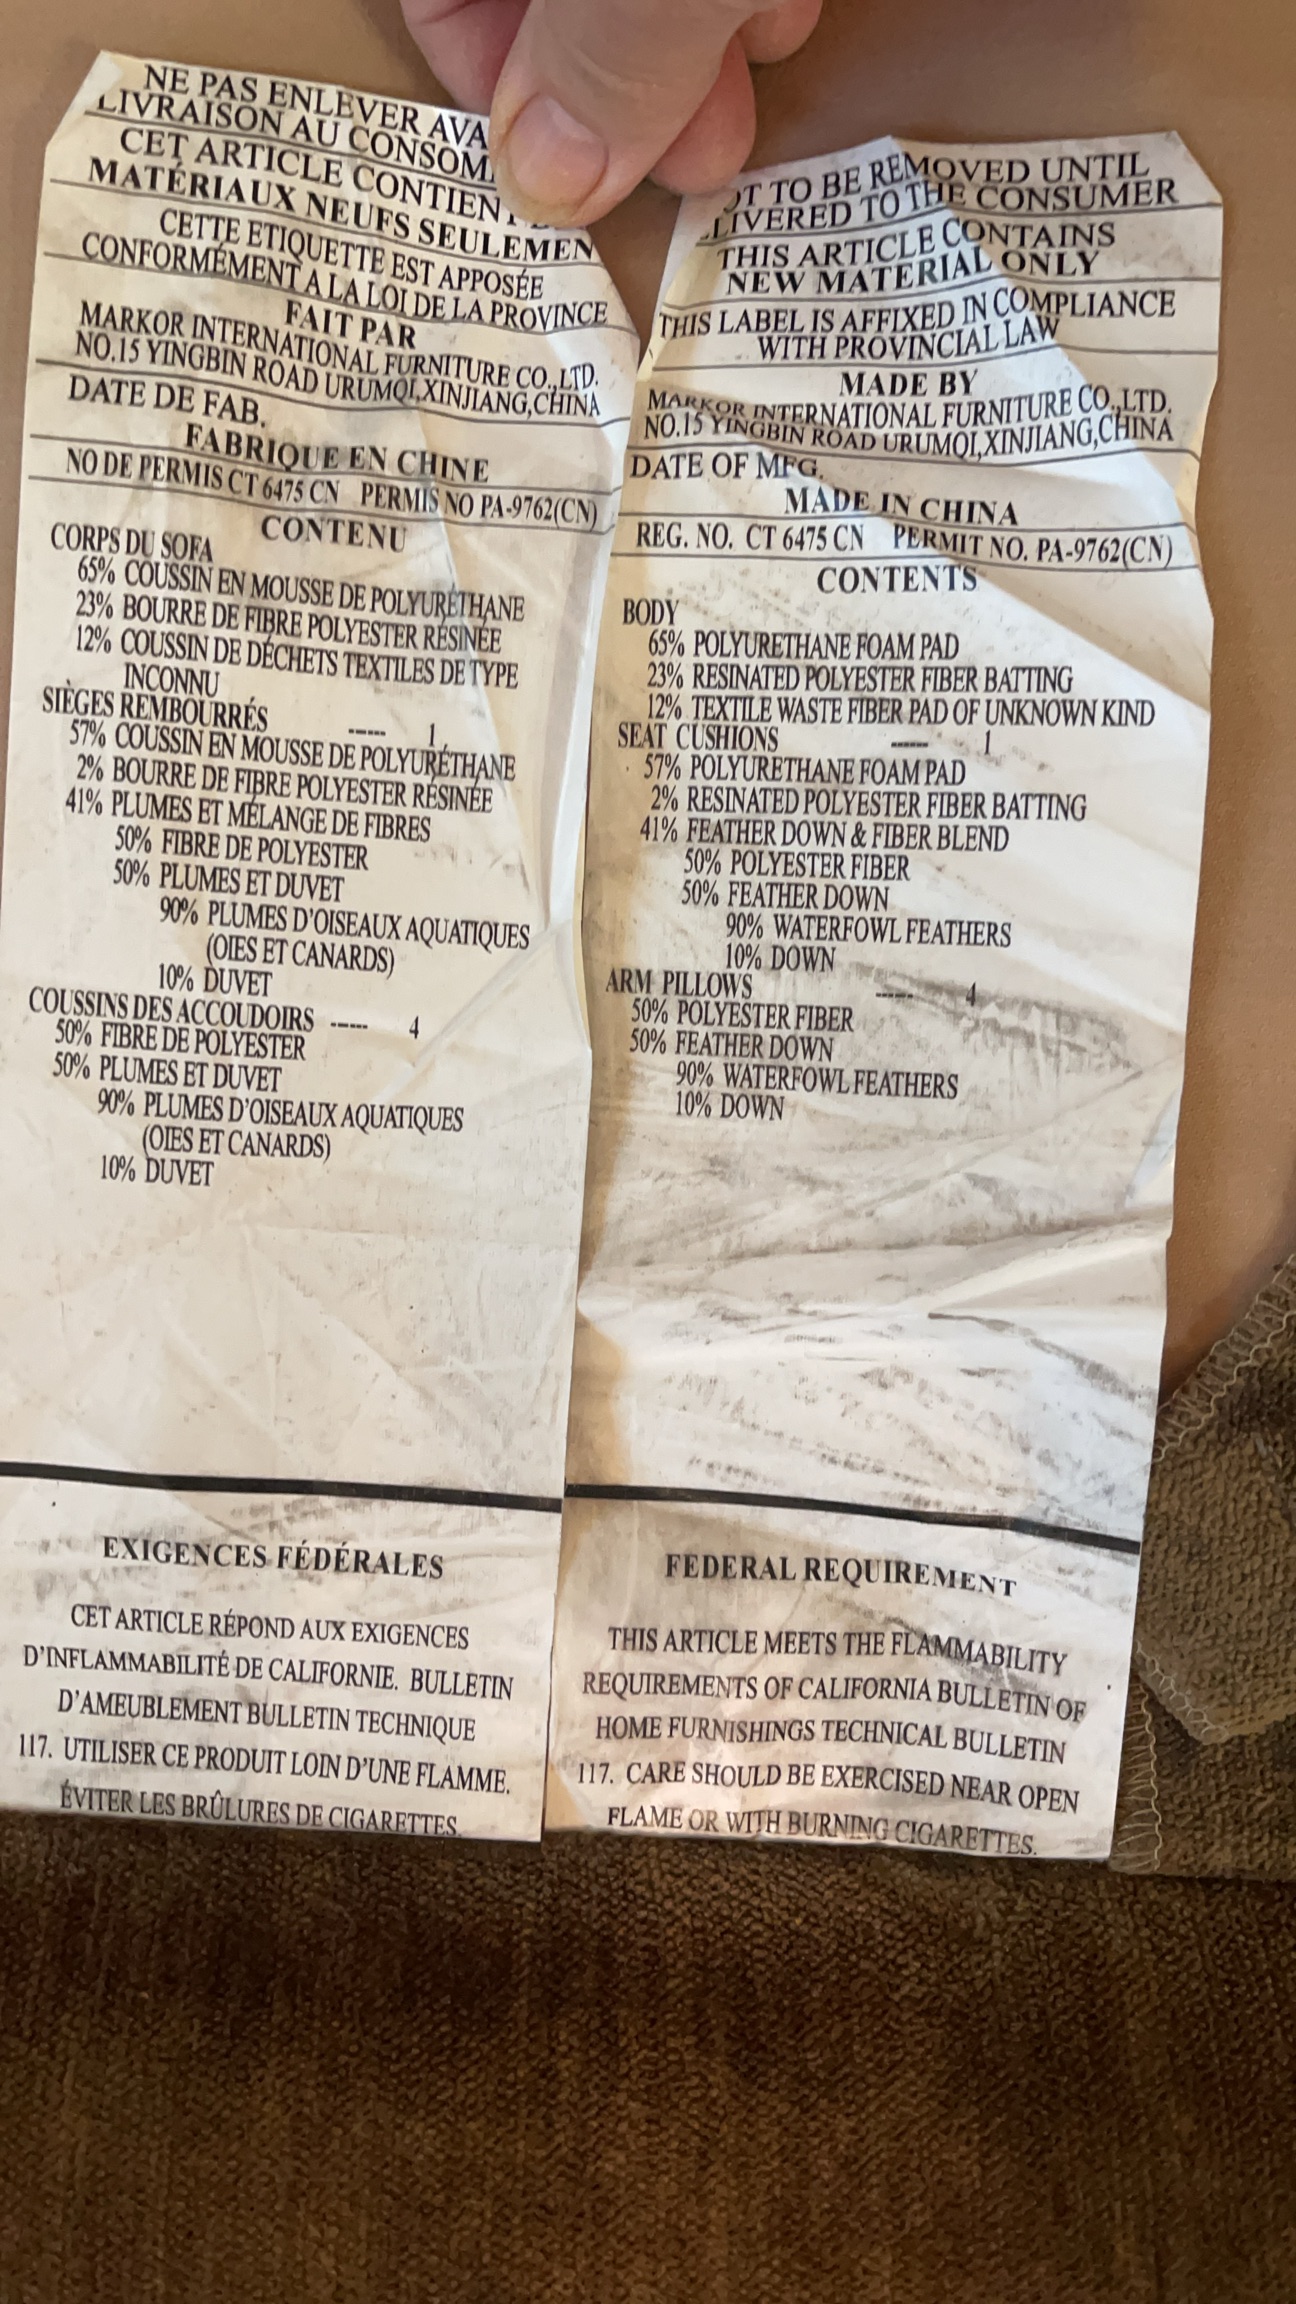 NE PAS ENLEVER
LIVRAISON AU
CET ARTICLE CONTIEN
MATÉRIAUX NEUFS SEULEMEN
CETTE ETIQUETTE EST APPOSÉE
CONFORMÉMENT A LA LOI DE LA PROVINCE
FAIT PAR
MARKOR INTERNATIONAL FURNITURE CO.,LTD.
NO.15 YINGBIN ROAD URUMQI,XINJIANG,CHINA
DATE DE FAB.
FABRIQUE EN CHINE
NO DE PERMIS CT 6475 CN PERMIS NO PA-9762(CN)
CONTENU
CORPS DU SOFA
65% COUSSIN EN MOUSSE DE POLYURÉTHANE
23% BOURRE DE FIBRE POLYESTER RÉSINÉE
12% COUSSIN DE DÉCHETS TEXTILES DE TYPE
INCONNU
SIÈGES REMBOURRÉS ----- 1
57% COUSSIN EN MOUSSE DE POLYURÉTHANE
2% BOURRE DE FIBRE POLYESTER RÉSINÉE
41% PLUMES ET MÉLANGE DE FIBRES
50% FIBRE DE POLYESTER
50% PLUMES ET DUVET
90% PLUMES D'OISEAUX AQUATIQUES
(OIES ET CANARDS)
10% DUVET
COUSSINS DES ACCOUDOIRS ----- 4
50% FIBRE DE POLYESTER
50% PLUMES ET DUVET
90% PLUMES D'OISEAUX AQUATIQUES
(OIES ET CANARDS)
10% DUVET
EXIGENCES FÉDÉRALES
CET ARTICLE RÉPOND AUX EXIGENCES
D'INFLAMMABILITÉ DE CALIFORNIE. BULLETIN
D'AMEUBLEMENT BULLETIN TECHNIQUE
117. UTILISER CE PRODUIT LOIN D'UNE FLAMME.
ÉVITER LES BRÛLURES DE CIGARETTES.
OT TO BE REMOVED UNTIL
LIVERED TO THE CONSUMER
THIS ARTICLE CONTAINS
NEW MATERIAL ONLY
THIS LABEL IS AFFIXED IN COMPLIANCE
WITH PROVINCIAL LAW
MADE BY
MARKOR INTERNATIONAL FURNITURE CO.,LTD.
NO.15 YINGBIN ROAD URUMQI,XINJIANG,CHINA
DATE OF MFG.
MADE IN CHINA
REG. NO. CT 6475 CN PERMIT NO. PA-9762(CN)
CONTENTS
BODY
65% POLYURETHANE FOAM PAD
23% RESINATED POLYESTER FIBER BATTING
12% TEXTILE WASTE FIBER PAD OF UNKNOWN KIND
SEAT CUSHIONS ----- 1
57% POLYURETHANE FOAM PAD
2% RESINATED POLYESTER FIBER BATTING
41% FEATHER DOWN & FIBER BLEND
50% POLYESTER FIBER
50% FEATHER DOWN
90% WATERFOWL FEATHERS
10% DOWN
ARM PILLOWS ----- 4
50% POLYESTER FIBER
50% FEATHER DOWN
90% WATERFOWL FEATHERS
10% DOWN
FEDERAL REQUIREMENT
THIS ARTICLE MEETS THE FLAMMABILITY
REQUIREMENTS OF CALIFORNIA BULLETIN OF
HOME FURNISHINGS TECHNICAL BULLETIN
117. CARE SHOULD BE EXERCISED NEAR OPEN
FLAME OR WITH BURNING CIGARETTES.